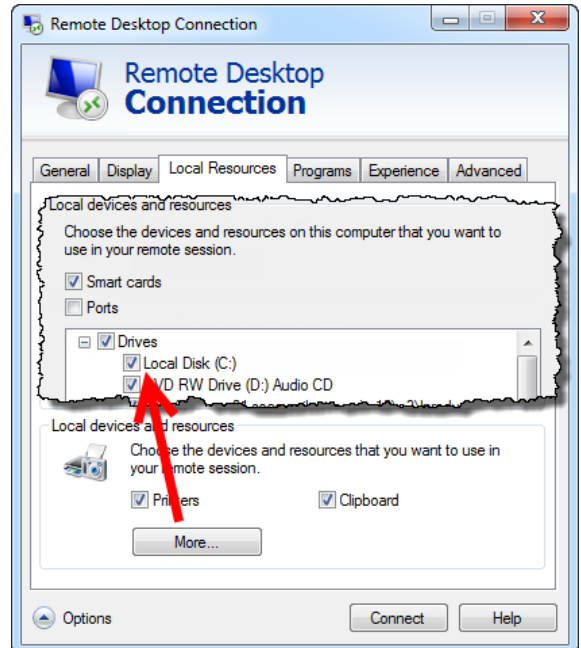 Remote Desktop Connection
Remote Desktop
Connection
General Display Local Resources Programs Experience Advanced
Local devices and resources
Choose the devices and resources on this computer that you want to
use in your remote session.
Smart cards
Ports
Drives
Local Disk (C:)
RW Drive (D:) Audio CD
Local devices and resources
Choose the devices and resources that you want to use in
your remote session.
Printers Clipboard
More...
Options Connect Help